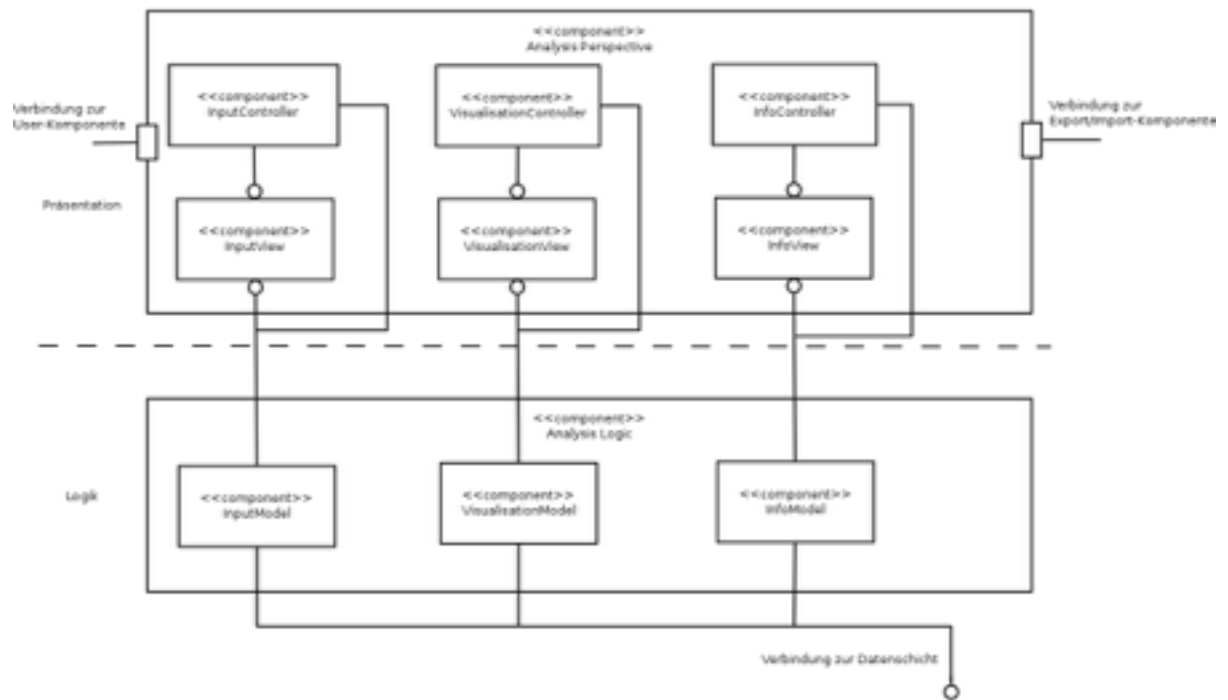 <<component>>
Analysis Perspective
<<component>>
InputController
<<component>>
VisualisationController
<<component>>
InfoController
Verbindung zur
User-Komponente
Verbindung zur
Export/Import-Komponente
Präsentation
<<component>>
InputView
<<component>>
VisualisationView
<<component>>
InfoView
<<component>>
Analysis Logic
Logik
<<component>>
InputModel
<<component>>
VisualisationModel
<<component>>
InfoModel
Verbindung zur Datenschicht